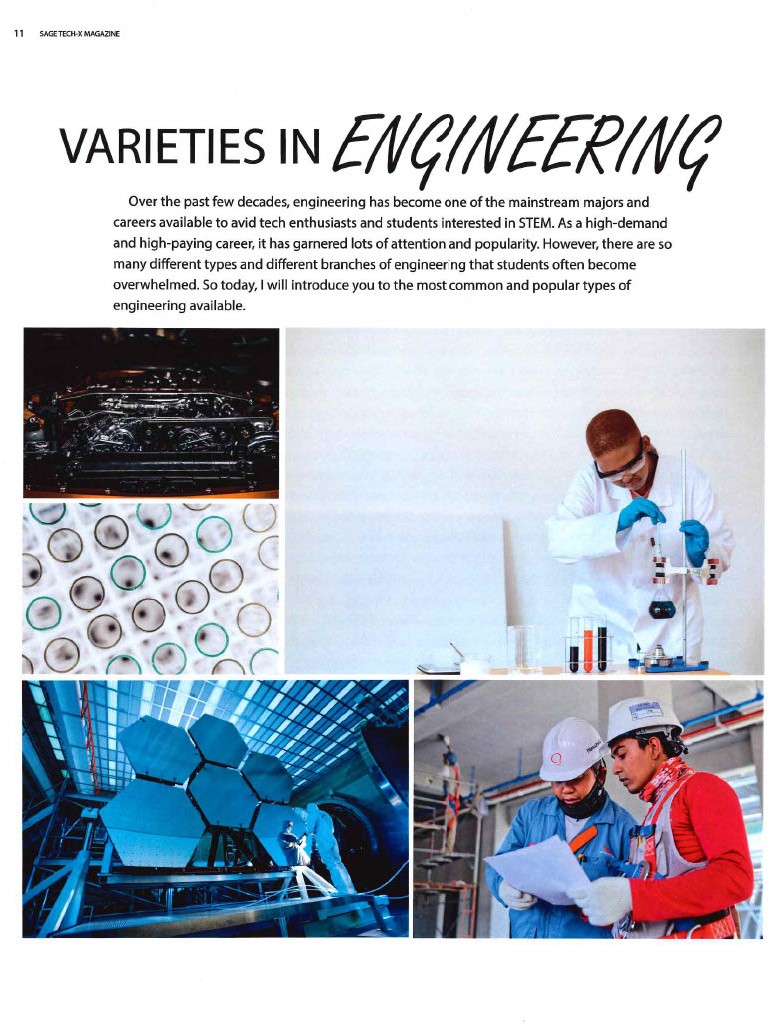 11 SAGE TECH-X MAGAZINE
VARIETIES IN ENGINEERING
Over the past few decades, engineering has become one of the mainstream majors and
careers available to avid tech enthusiasts and students interested in STEM. As a high-demand
and high-paying career, it has garnered lots of attention and popularity. However, there are so
many different types and different branches of engineering that students often become
overwhelmed. So today, I will introduce you to the most common and popular types of
engineering available.